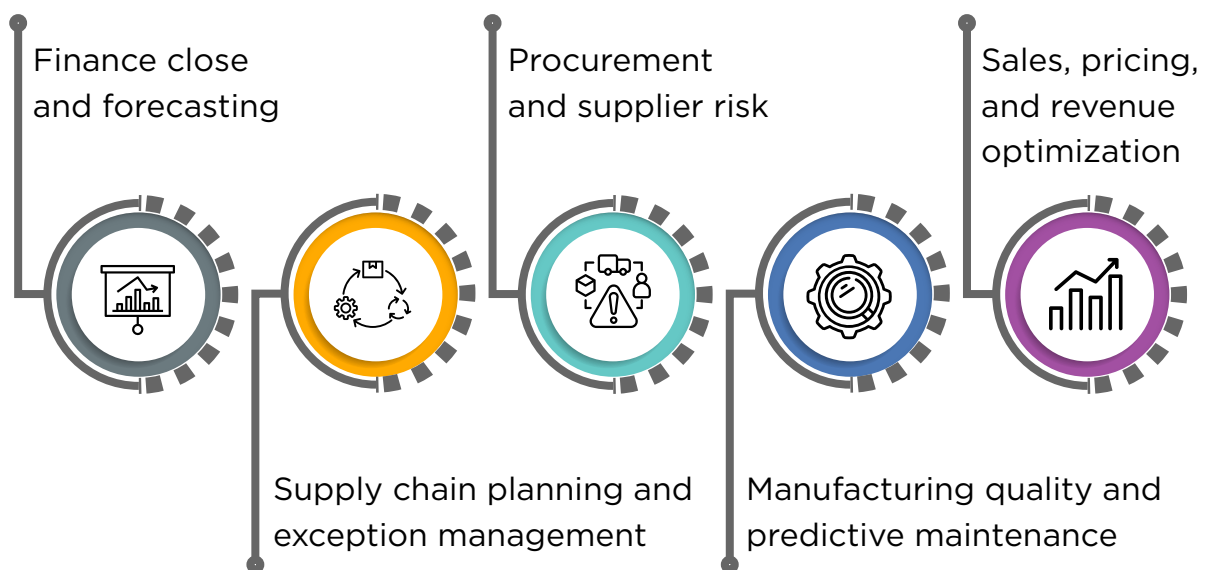 Finance close
and forecasting
Supply chain planning and
exception management
Procurement
and supplier risk
Manufacturing quality and
predictive maintenance
Sales, pricing,
and revenue
optimization